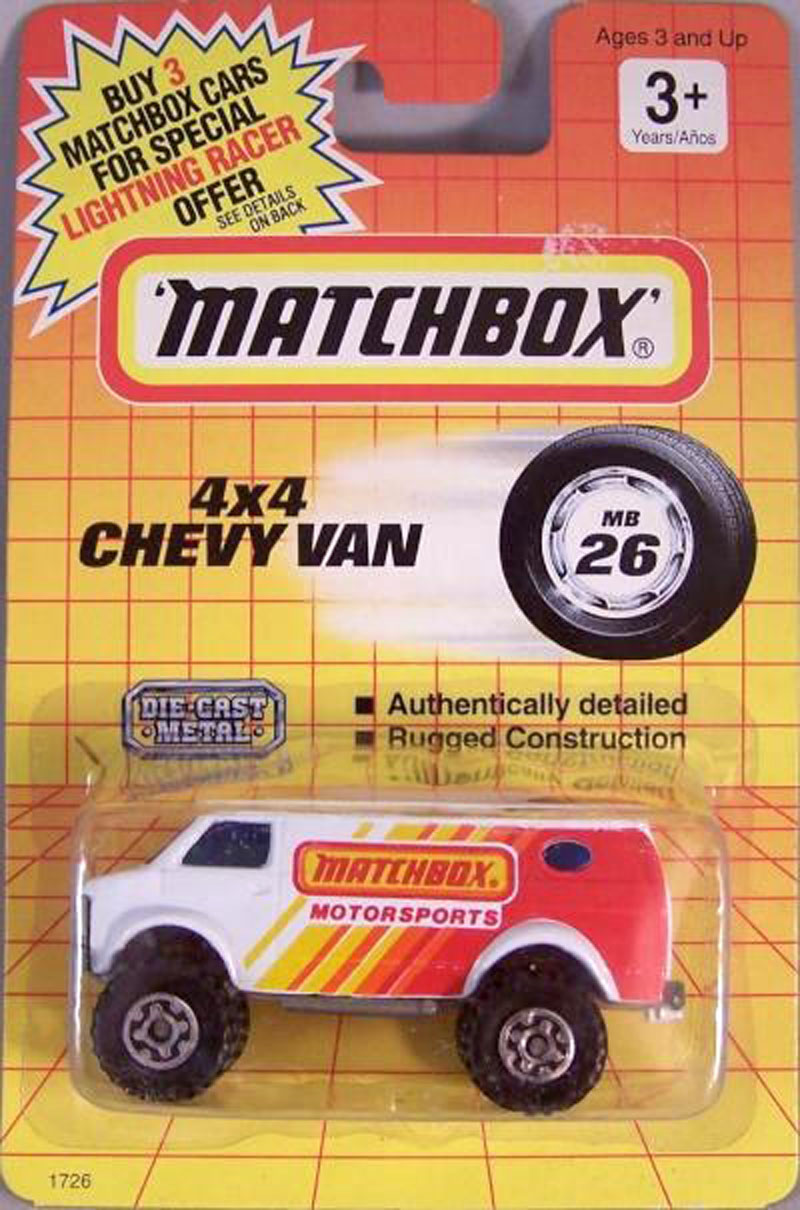 BUY 3
MATCHBOX CARS
FOR SPECIAL
LIGHTNING RACER
OFFER
SEE DETAILS
ON BACK
Ages 3 and Up
3+
Years/Años
'MATCHBOX'®
4x4
CHEVY VAN
MB
26
DIE-CAST
·METAL·
■ Authentically detailed
■ Rugged Construction
MATCHBOX®
MOTORSPORTS
1726